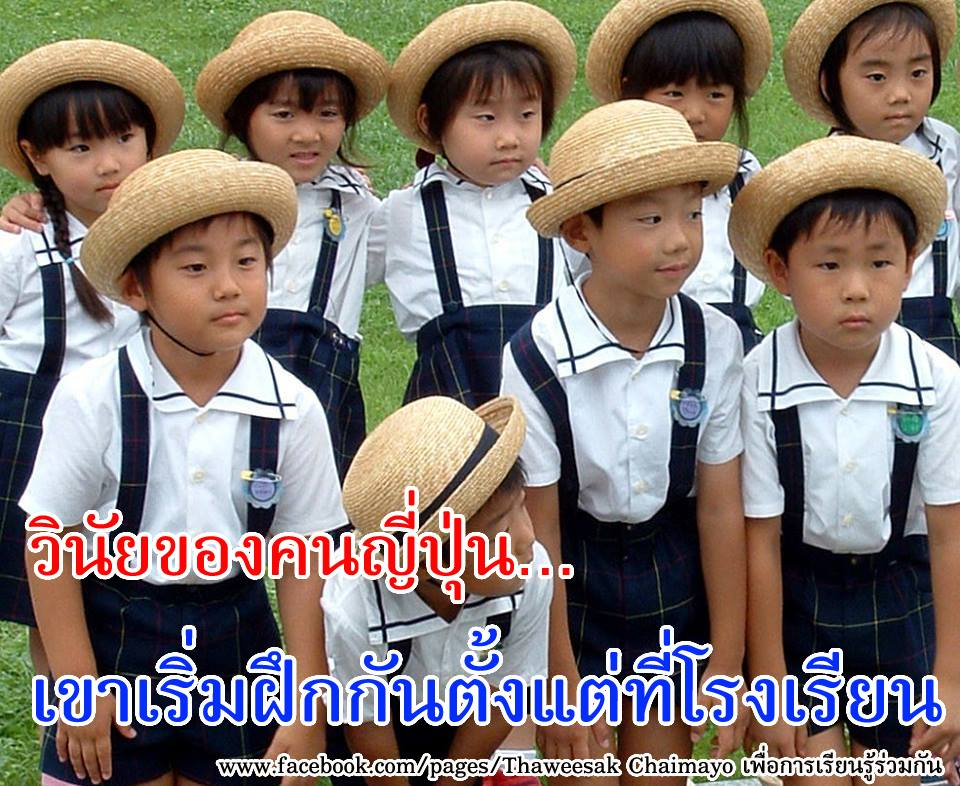 วินัยของคนญี่ปุ่น...
เขาเริ่มฝึกกันตั้งแต่ที่โรงเรียน
www.facebook.com/pages/Thaweesak Chaimayo เพื่อการเรียนรู้ร่วมกัน